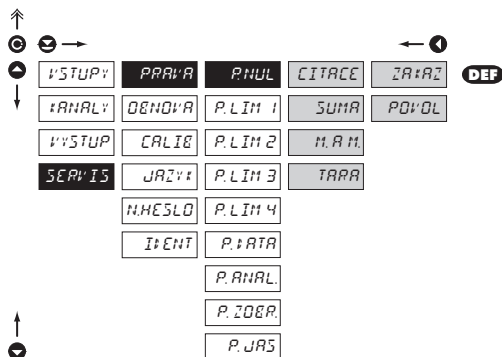 VSTUPY PRAVA P.NUL CITACE ZAKAZ DEF
KANALY OBNOVA P.LIM 1 SUMA POVOL
VYSTUP CALIB P.LIM 2 M.A.M.
SERVIS JAZYK P.LIM 3 TARA
N.HESLO P.LIM 4
IDENT P.DATA
P.ANAL.
P.ZOBR.
P.JAS